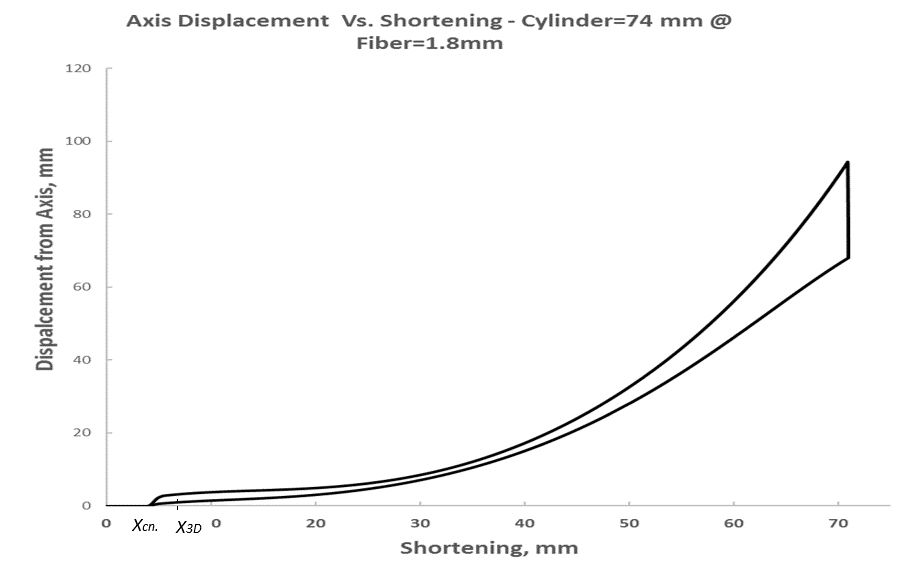 Axis Displacement Vs. Shortening - Cylinder=74 mm @
Fiber=1.8mm
Dispalcement from Axis, mm
120
100
80
60
40
20
0
0 Xcn. X3D 0 20 30 40 50 60 70
Shortening, mm